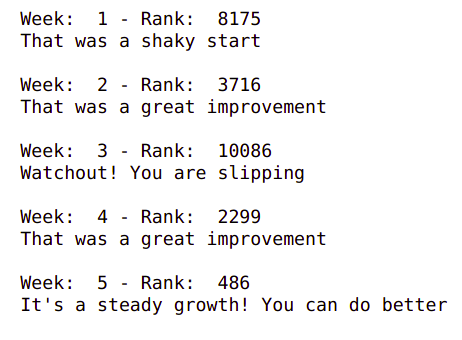 Week:  1 - Rank:  8175
That was a shaky start
Week:  2 - Rank:  3716
That was a great improvement
Week:  3 - Rank:  10086
Watchout! You are slipping
Week:  4 - Rank:  2299
That was a great improvement
Week:  5 - Rank:  486
It's a steady growth! You can do better